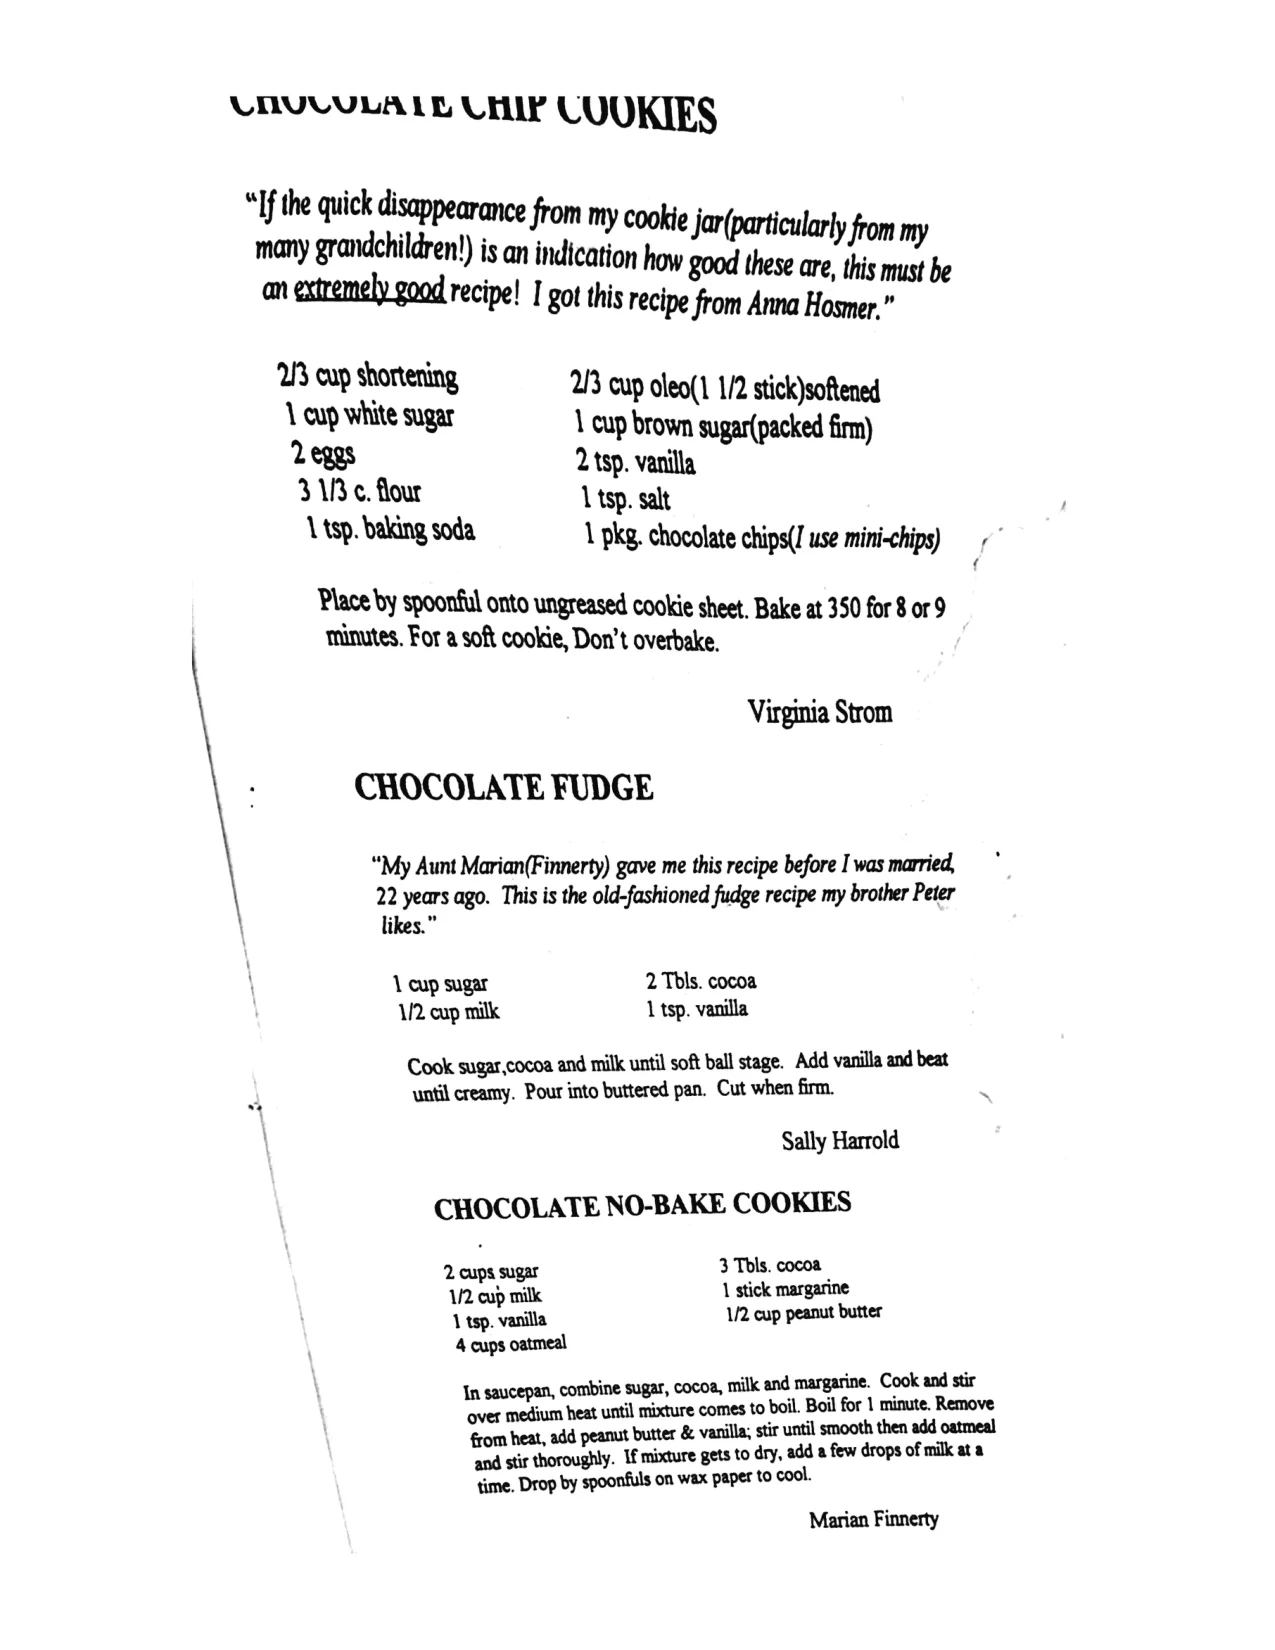 CHOCOLATE CHIP COOKIES
“If the quick disappearance from my cookie jar(particularly from my
many grandchildren!) is an indication how good these are, this must be
an extremely good recipe!  I got this recipe from Anna Hosmer.”
2/3 cup shortening 2/3 cup oleo(1 1/2 stick)softened
1 cup white sugar 1 cup brown sugar(packed firm)
2 eggs 2 tsp. vanilla
3 1/3 c. flour 1 tsp. salt
1 tsp. baking soda 1 pkg. chocolate chips(I use mini-chips)
Place by spoonful onto ungreased cookie sheet. Bake at 350 for 8 or 9
minutes. For a soft cookie, Don’t overbake.
Virginia Strom
CHOCOLATE FUDGE
“My Aunt Marian(Finnerty) gave me this recipe before I was married,
22 years ago.  This is the old-fashioned fudge recipe my brother Peter
likes.”
1 cup sugar 2 Tbls. cocoa
1/2 cup milk 1 tsp. vanilla
Cook sugar,cocoa and milk until soft ball stage.  Add vanilla and beat
until creamy.  Pour into buttered pan.  Cut when firm.
Sally Harrold
CHOCOLATE NO-BAKE COOKIES
2 cups sugar 3 Tbls. cocoa
1/2 cup milk 1 stick margarine
1 tsp. vanilla 1/2 cup peanut butter
4 cups oatmeal
In saucepan, combine sugar, cocoa, milk and margarine.  Cook and stir
over medium heat until mixture comes to boil. Boil for 1 minute. Remove
from heat, add peanut butter & vanilla; stir until smooth then add oatmeal
and stir thoroughly.  If mixture gets to dry, add a few drops of milk at a
time. Drop by spoonfuls on wax paper to cool.
Marian Finnerty